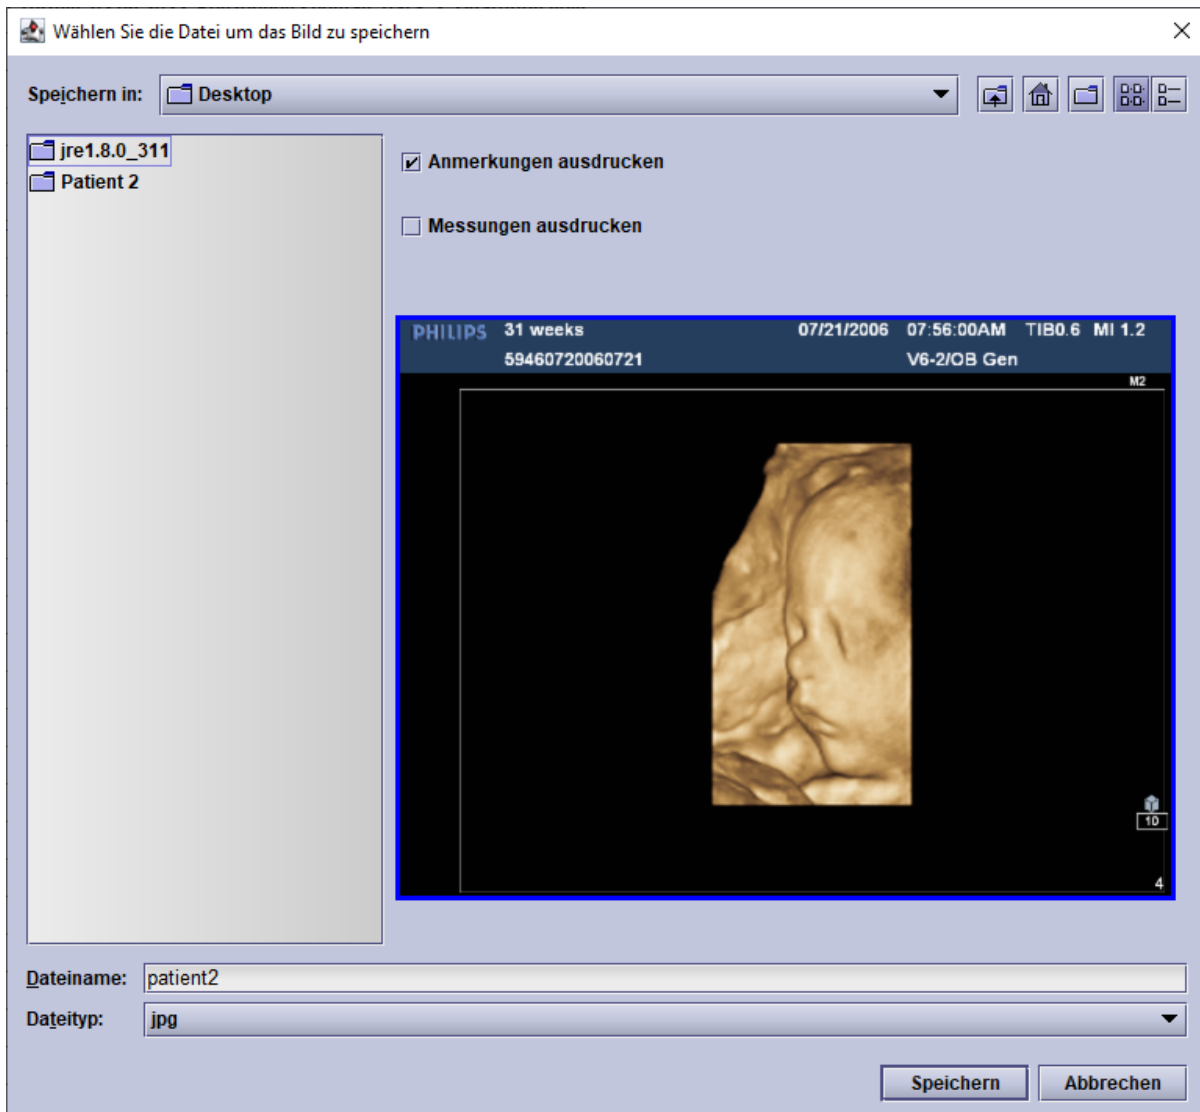 Wählen Sie die Datei um das Bild zu speichern
Speichern in: Desktop
jre1.8.0_311
Patient 2
Anmerkungen ausdrucken
Messungen ausdrucken
PHILIPS 31 weeks 07/21/2006 07:56:00AM TIB0.6 MI 1.2
59460720060721 V6-2/OB Gen
M2
10
4
Dateiname: patient2
Dateityp: jpg
Speichern Abbrechen